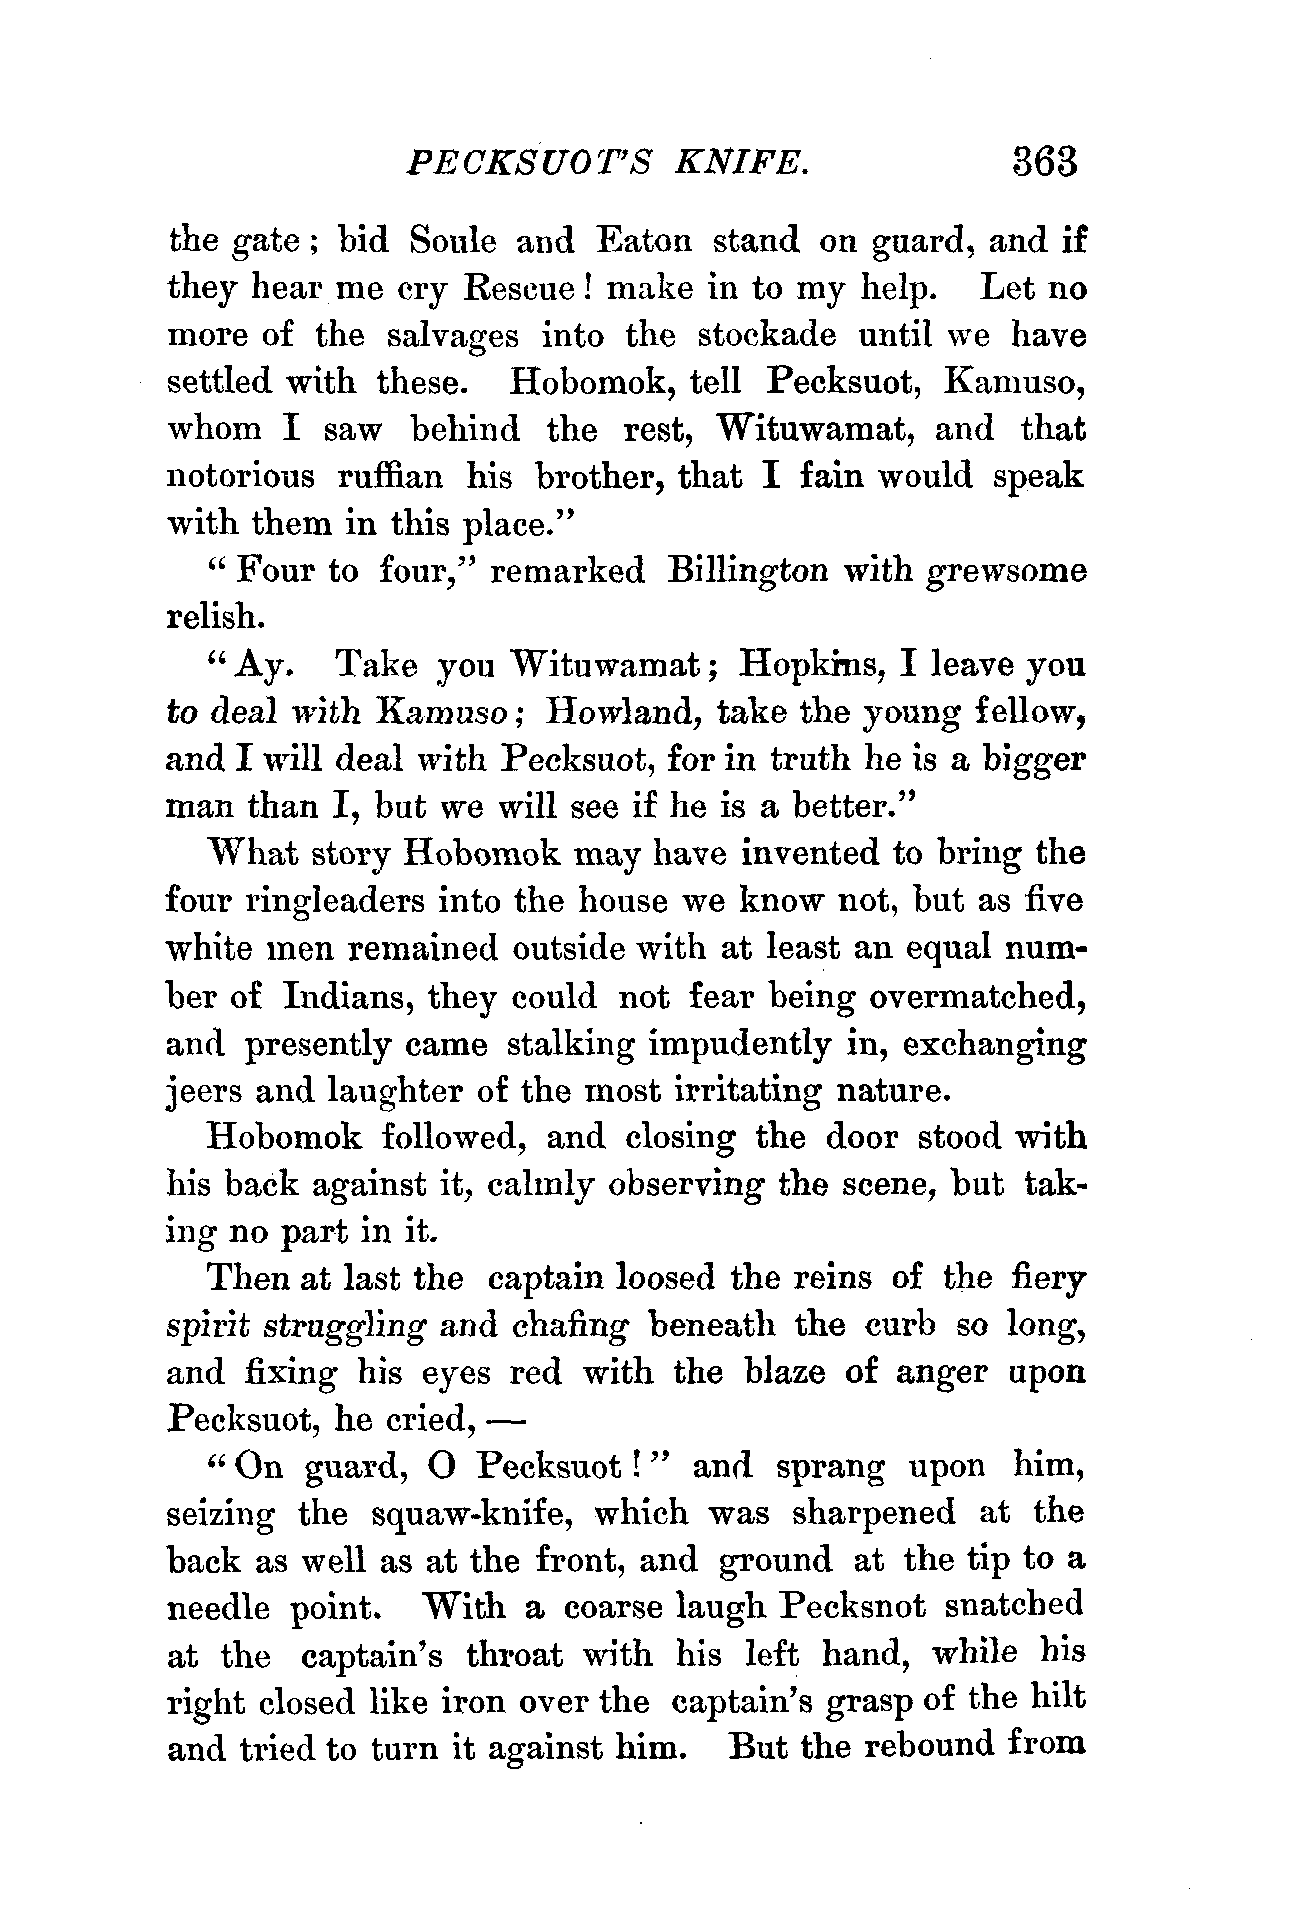 PECKSUOT'S KNIFE. 363
the gate; bid Soule and Eaton stand on guard, and if
they hear me cry Rescue! make in to my help. Let no
more of the salvages into the stockade until we have
settled with these. Hobomok, tell Pecksuot, Kamuso,
whom I saw behind the rest, Wituwamat, and that
notorious ruffian his brother, that I fain would speak
with them in this place."
"Four to four," remarked Billington with grewsome
relish.
"Ay. Take you Wituwamat; Hopkins, I leave you
to deal with Kamuso; Howland, take the young fellow,
and I will deal with Pecksuot, for in truth he is a bigger
man than I, but we will see if he is a better."
What story Hobomok may have invented to bring the
four ringleaders into the house we know not, but as five
white men remained outside with at least an equal num-
ber of Indians, they could not fear being overmatched,
and presently came stalking impudently in, exchanging
jeers and laughter of the most irritating nature.
Hobomok followed, and closing the door stood with
his back against it, calmly observing the scene, but tak-
ing no part in it.
Then at last the captain loosed the reins of the fiery
spirit struggling and chafing beneath the curb so long,
and fixing his eyes red with the blaze of anger upon
Pecksuot, he cried, —
"On guard, O Pecksuot!" and sprang upon him,
seizing the squaw-knife, which was sharpened at the
back as well as at the front, and ground at the tip to a
needle point. With a coarse laugh Pecksnot snatched
at the captain's throat with his left hand, while his
right closed like iron over the captain's grasp of the hilt
and tried to turn it against him. But the rebound from